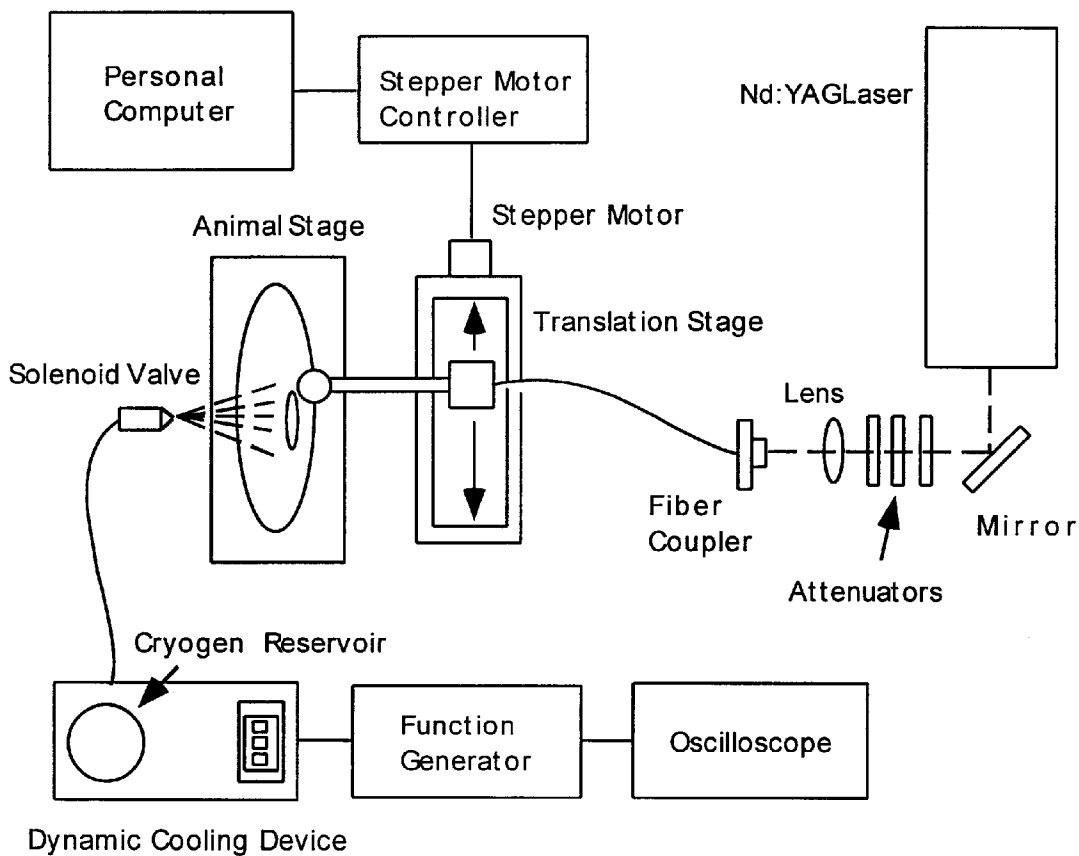 Personal
Computer
Stepper Motor
Controller
Nd:YAGLaser
Animal Stage
Stepper Motor
Translation Stage
Solenoid Valve
Lens
Fiber
Coupler
Mirror
Attenuators
Cryogen Reservoir
Function
Generator
Oscilloscope
Dynamic Cooling Device